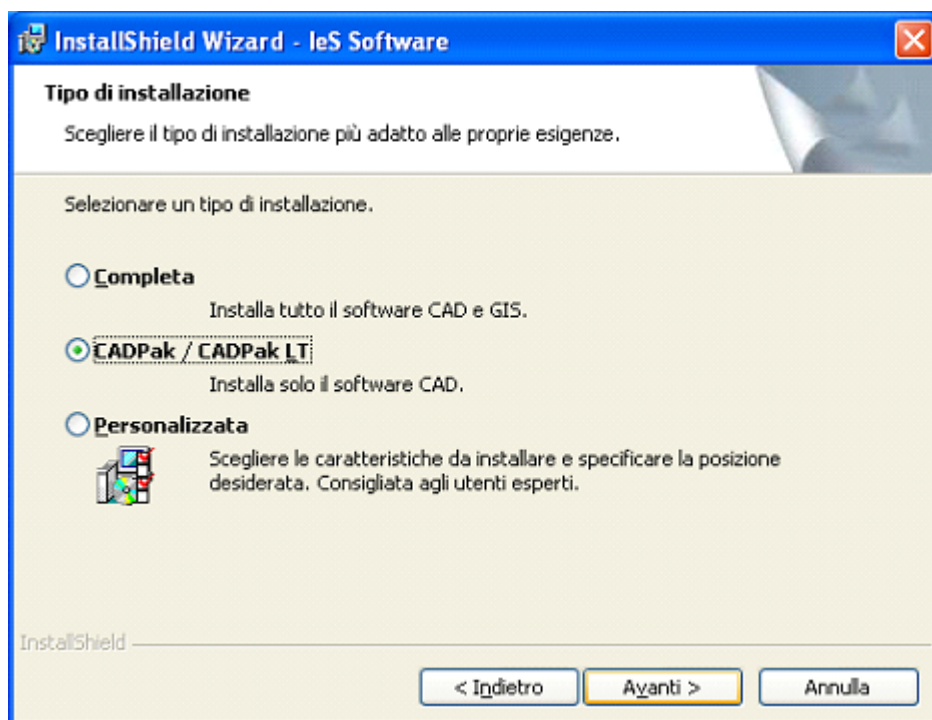 InstallShield Wizard - IeS Software
Tipo di installazione
Scegliere il tipo di installazione più adatto alle proprie esigenze.
Selezionare un tipo di installazione.
Completa
Installa tutto il software CAD e GIS.
CADPak / CADPak LT
Installa solo il software CAD.
Personalizzata
Scegliere le caratteristiche da installare e specificare la posizione
desiderata. Consigliata agli utenti esperti.
InstallShield
< Indietro
Avanti >
Annulla